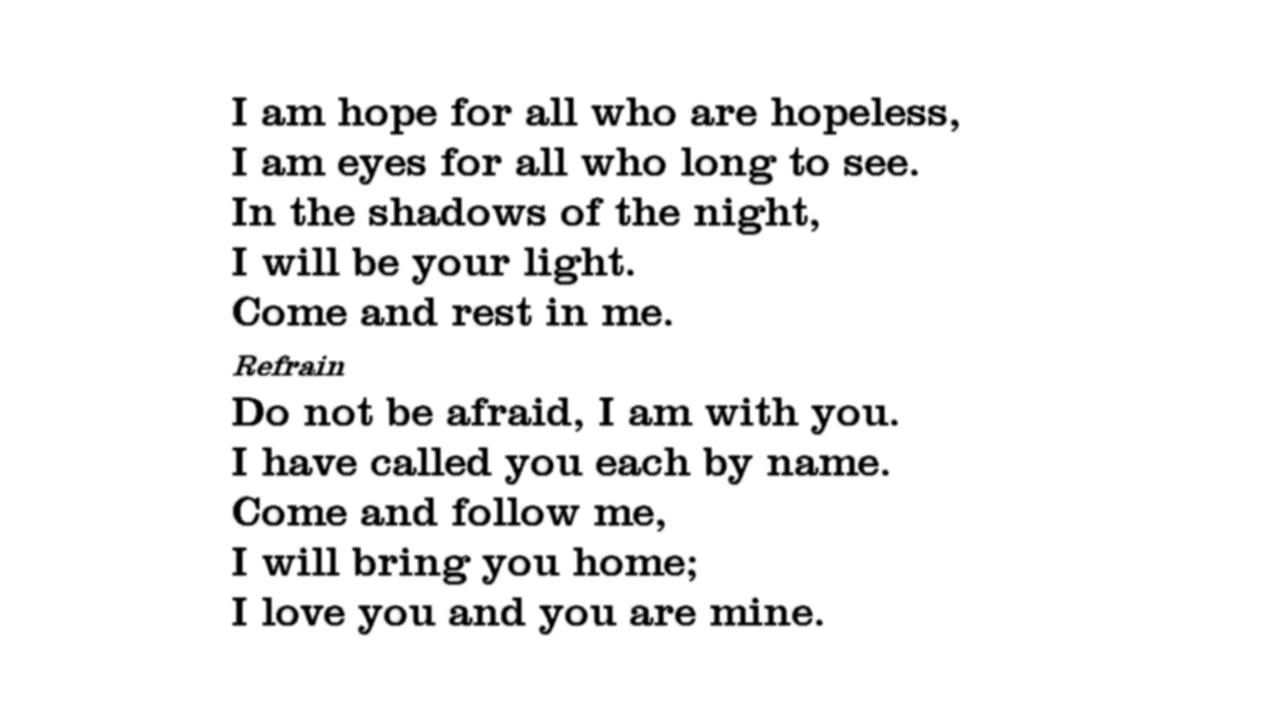 I am hope for all who are hopeless,
I am eyes for all who long to see.
In the shadows of the night,
I will be your light.
Come and rest in me.
Refrain
Do not be afraid, I am with you.
I have called you each by name.
Come and follow me,
I will bring you home;
I love you and you are mine.